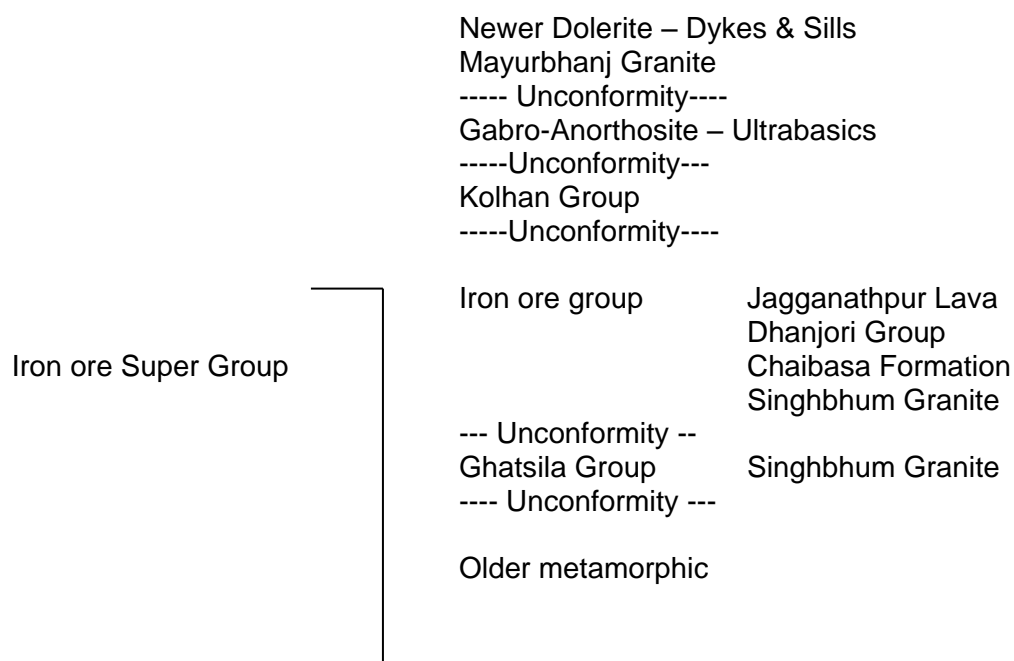 Newer Dolerite – Dykes & Sills
Mayurbhanj Granite
----- Unconformity----
Gabro-Anorthosite – Ultrabasics
-----Unconformity---
Kolhan Group
-----Unconformity----
Iron ore group Jagganathpur Lava
Dhanjori Group
Iron ore Super Group Chaibasa Formation
Singhbhum Granite
--- Unconformity --
Ghatsila Group Singhbhum Granite
---- Unconformity ---
Older metamorphic